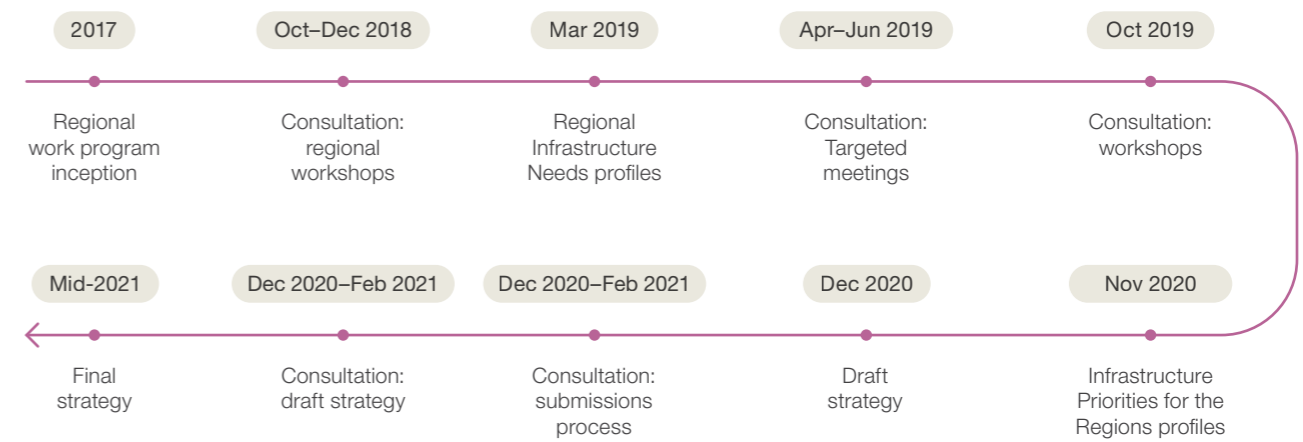 2017
Regional
work program
inception
Oct–Dec 2018
Consultation:
regional
workshops
Mar 2019
Regional
Infrastructure
Needs profiles
Apr–Jun 2019
Consultation:
Targeted
meetings
Oct 2019
Consultation:
workshops
Nov 2020
Infrastructure
Priorities for the
Regions profiles
Dec 2020
Draft
strategy
Dec 2020–Feb 2021
Consultation:
submissions
process
Dec 2020–Feb 2021
Consultation:
draft strategy
Mid-2021
Final
strategy